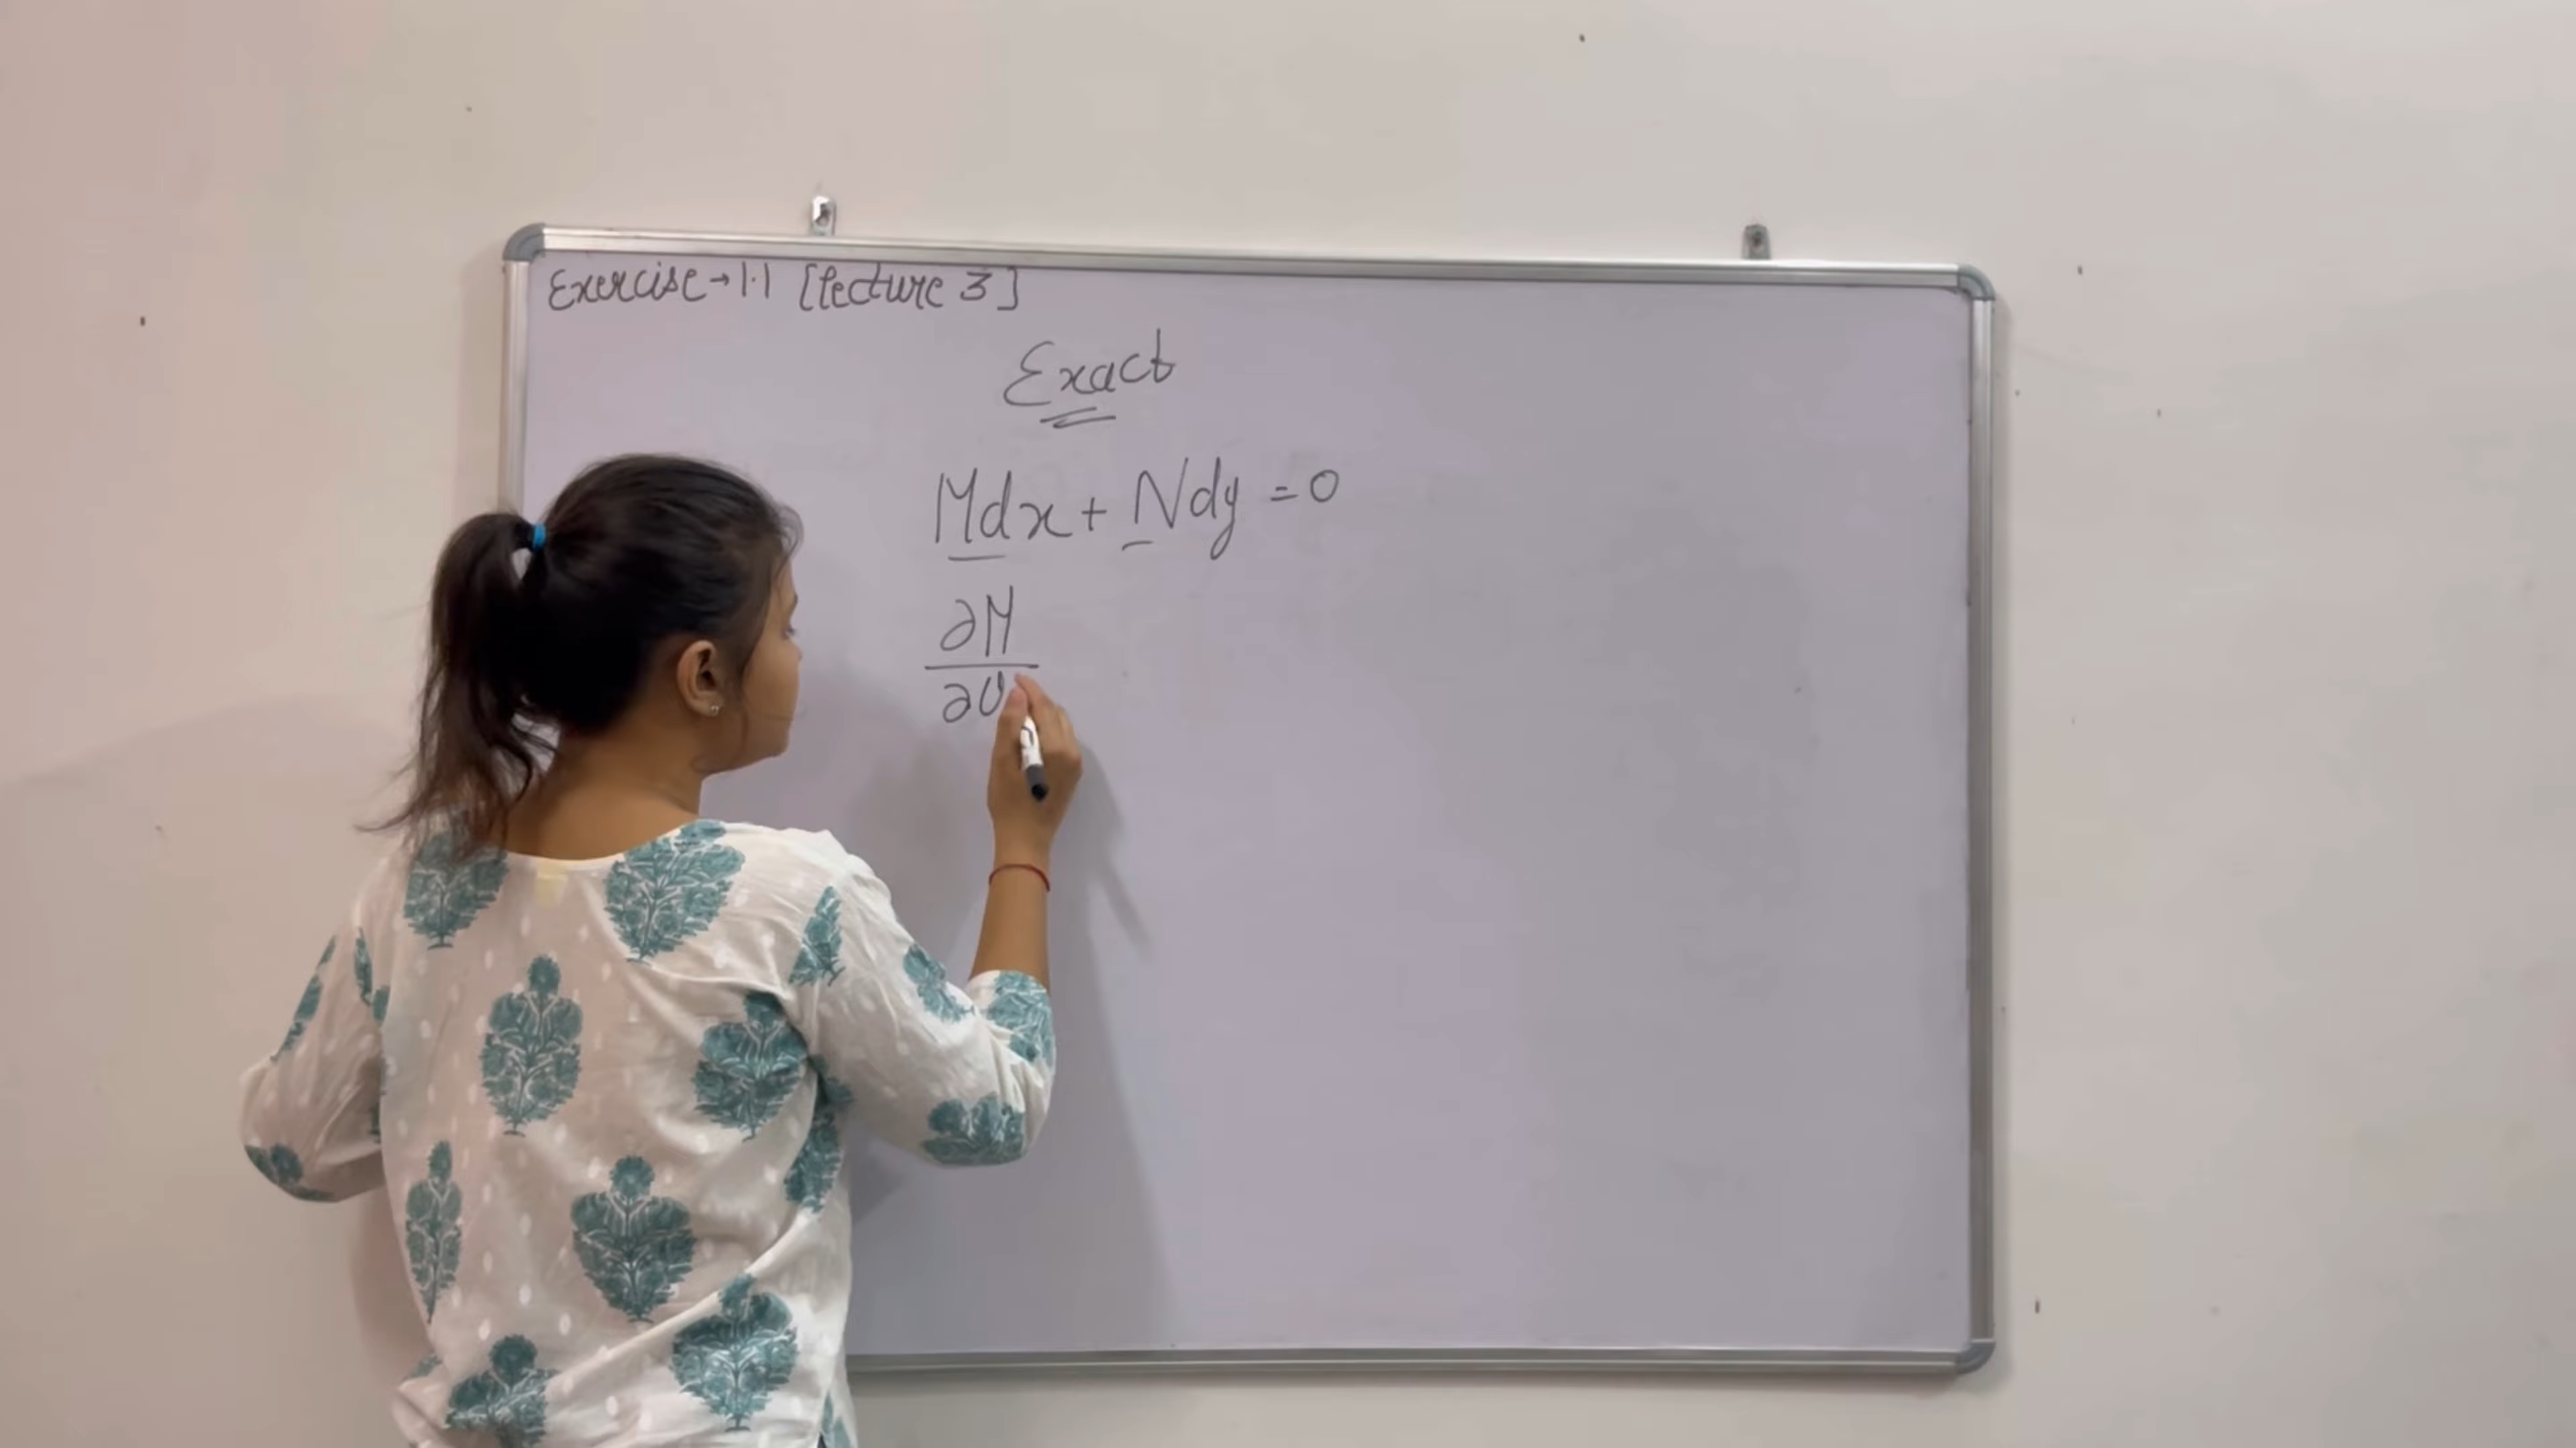 Exercise→1.1 [lecture 3]
Exact
Mdx + Ndy = 0
∂M
∂